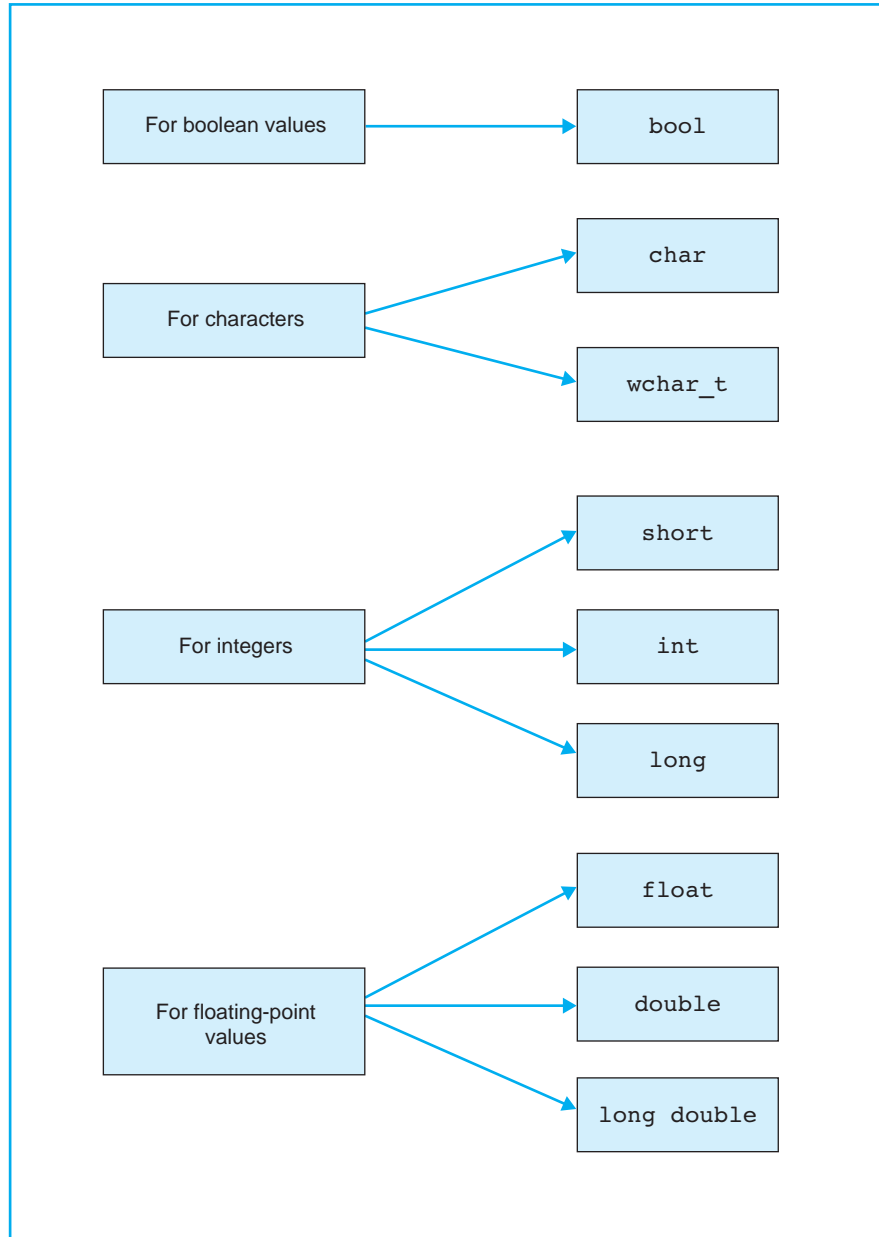 For boolean values
bool
For characters
char
wchar_t
For integers
short
int
long
For floating-point
values
float
double
long double